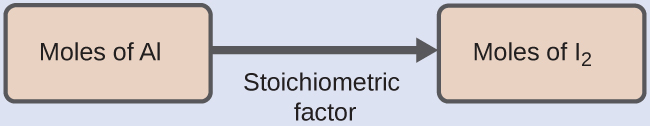 Moles of Al
Moles of I₂
Stoichiometric
factor